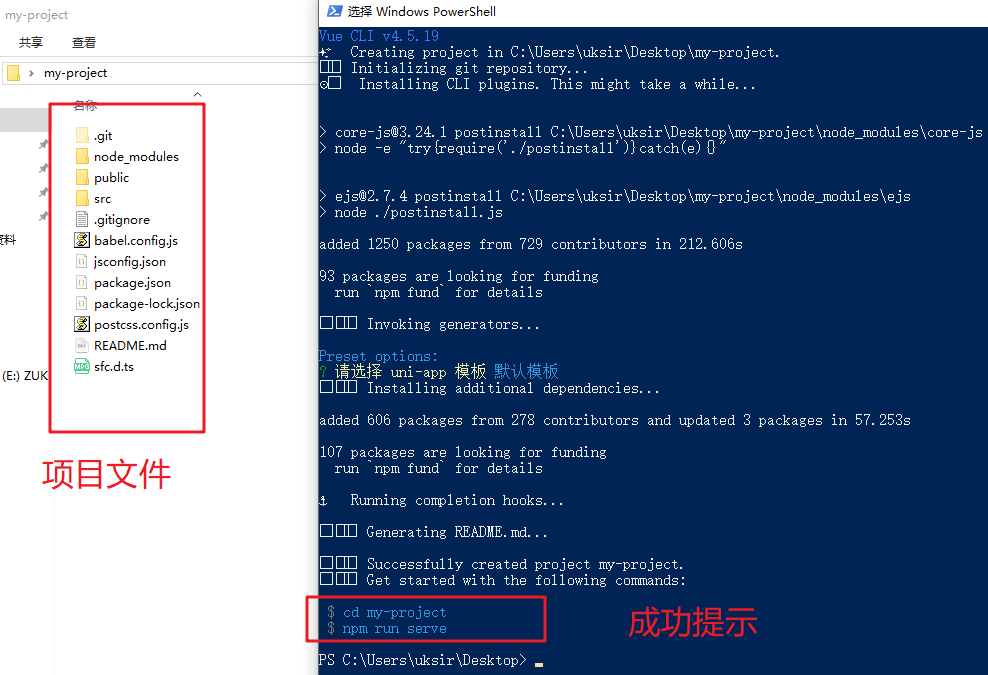 my-project
共享 查看
my-project
名称
.git
node_modules
public
src
.gitignore
babel.config.js
jsconfig.json
package.json
package-lock.json
postcss.config.js
README.md
sfc.d.ts
资料
(E:) ZUK
项目文件
选择 Windows PowerShell
Vue CLI v4.5.19
Creating project in C:\Users\uksir\Desktop\my-project.
Initializing git repository...
Installing CLI plugins. This might take a while...
> core-js@3.24.1 postinstall C:\Users\uksir\Desktop\my-project\node_modules\core-js
> node -e "try{require('./postinstall')}catch(e){}"
> ejs@2.7.4 postinstall C:\Users\uksir\Desktop\my-project\node_modules\ejs
> node ./postinstall.js
added 1250 packages from 729 contributors in 212.606s
93 packages are looking for funding
run `npm fund` for details
Invoking generators...
Preset options:
? 请选择 uni-app 模板 默认模板
Installing additional dependencies...
added 606 packages from 278 contributors and updated 3 packages in 57.253s
107 packages are looking for funding
run `npm fund` for details
Running completion hooks...
Generating README.md...
Successfully created project my-project.
Get started with the following commands:
$ cd my-project
$ npm run serve
成功提示
PS C:\Users\uksir\Desktop>